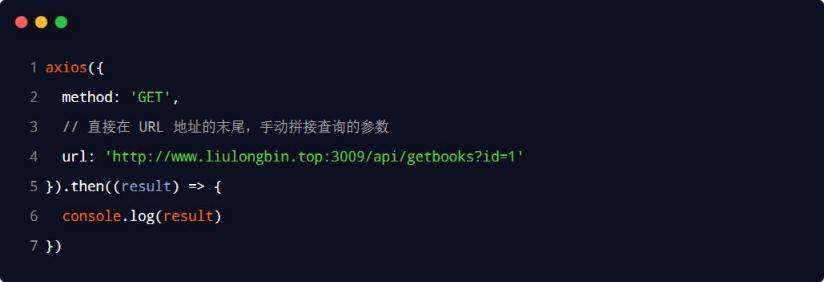 1 axios({
2   method: 'GET',
3   // 直接在 URL 地址的末尾，手动拼接查询的参数
4   url: 'http://www.liulongbin.top:3009/api/getbooks?id=1'
5 }).then((result) => {
6   console.log(result)
7 })